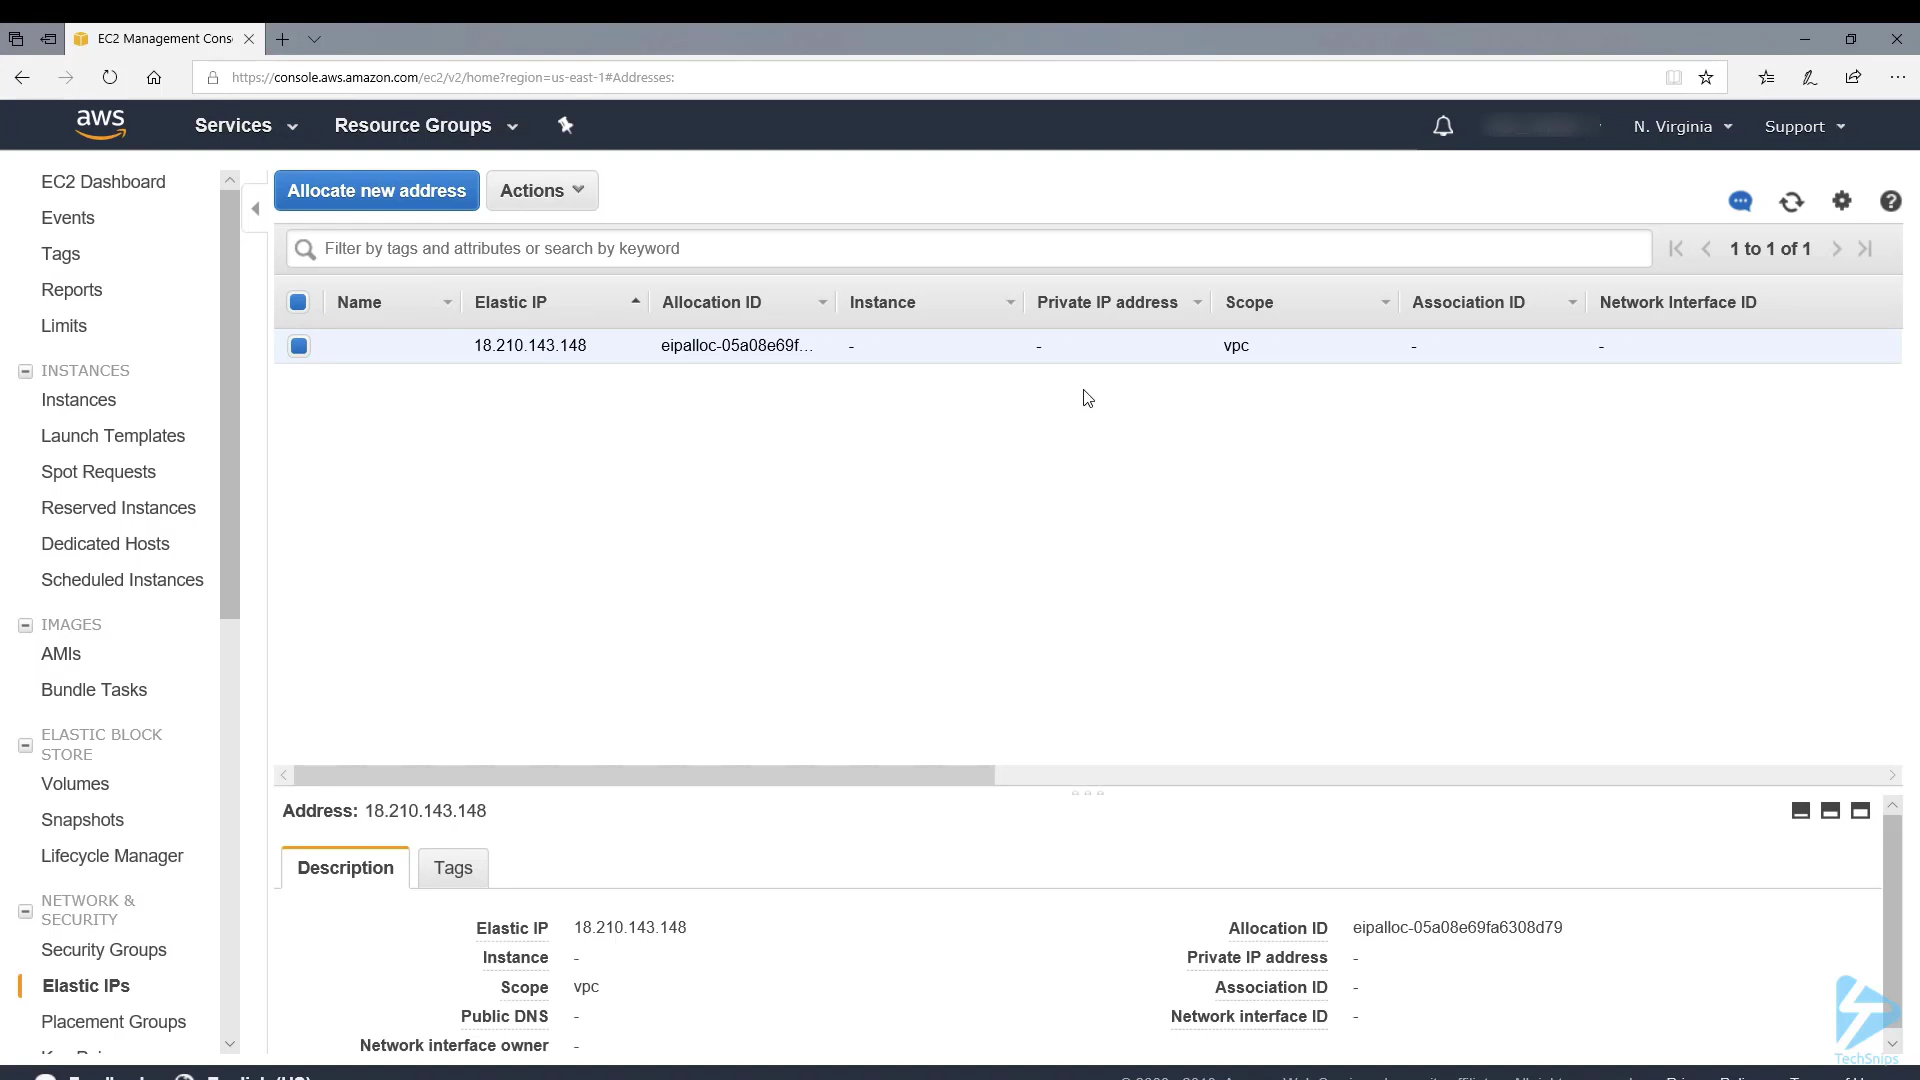 EC2 Management Cons
https://console.aws.amazon.com/ec2/v2/home?region=us-east-1#Addresses:
aws
Services
Resource Groups
N. Virginia
Support
EC2 Dashboard
Events
Tags
Reports
Limits
INSTANCES
Instances
Launch Templates
Spot Requests
Reserved Instances
Dedicated Hosts
Scheduled Instances
IMAGES
AMIs
Bundle Tasks
ELASTIC BLOCK
STORE
Volumes
Snapshots
Lifecycle Manager
NETWORK &
SECURITY
Security Groups
Elastic IPs
Placement Groups
Allocate new address
Actions
Filter by tags and attributes or search by keyword
1 to 1 of 1
Name Elastic IP Allocation ID Instance Private IP address Scope Association ID Network Interface ID
18.210.143.148 eipalloc-05a08e69f... - - vpc - -
Address: 18.210.143.148
Description
Tags
Elastic IP 18.210.143.148
Instance -
Scope vpc
Public DNS -
Network interface owner -
Allocation ID eipalloc-05a08e69fa6308d79
Private IP address -
Association ID -
Network interface ID -
TechSnips